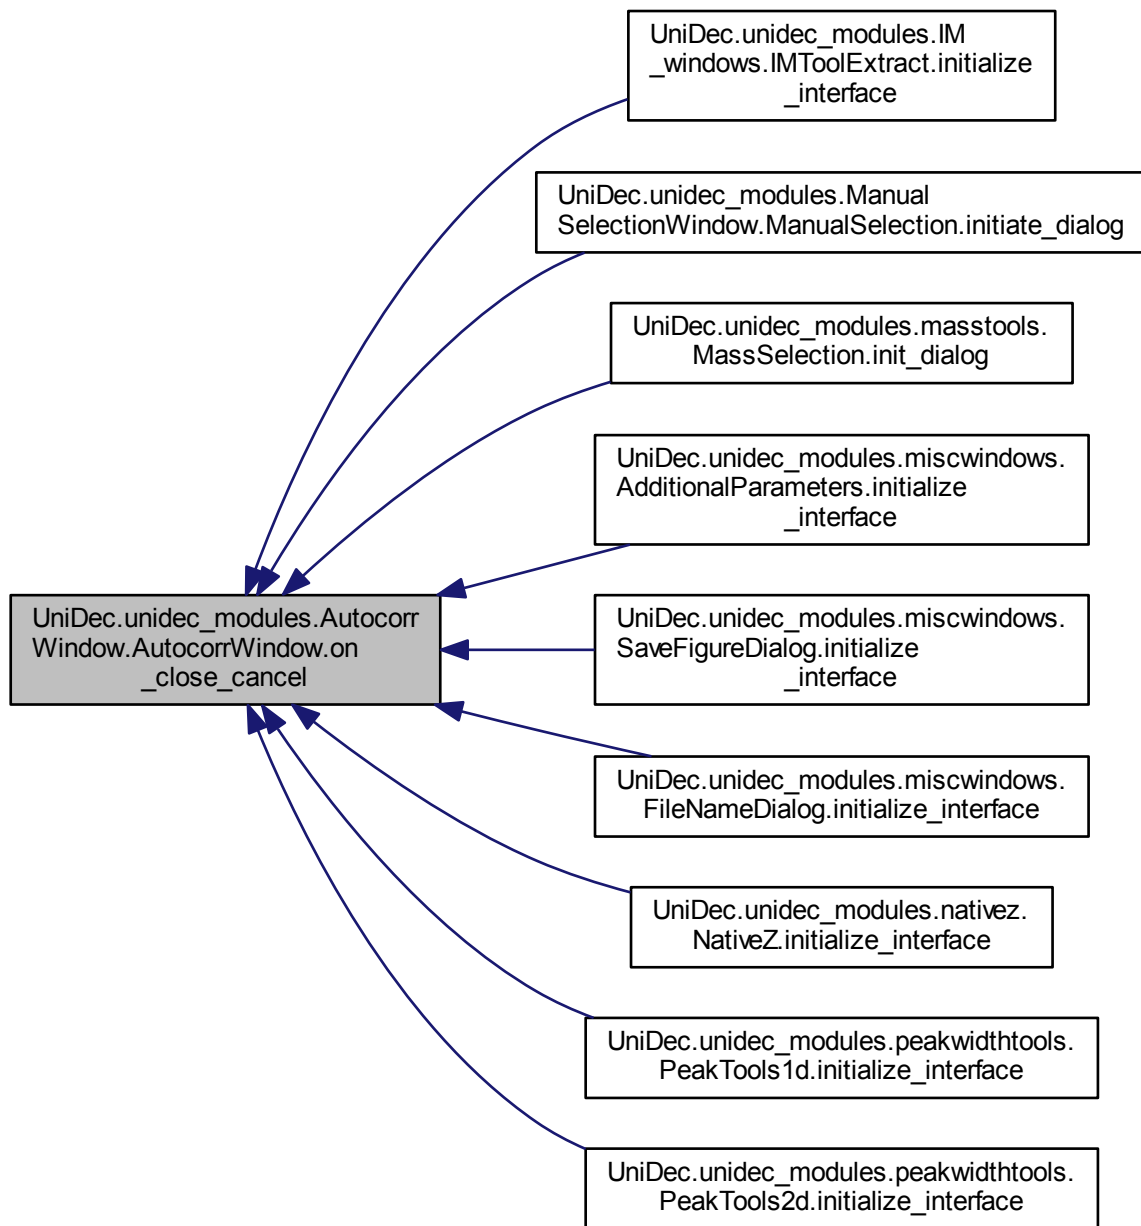 UniDec.unidec_modules.IM
_windows.IMToolExtract.initialize
_interface
UniDec.unidec_modules.Manual
SelectionWindow.ManualSelection.initiate_dialog
UniDec.unidec_modules.masstools.
MassSelection.init_dialog
UniDec.unidec_modules.miscwindows.
AdditionalParameters.initialize
_interface
UniDec.unidec_modules.Autocorr
Window.AutocorrWindow.on
_close_cancel
UniDec.unidec_modules.miscwindows.
SaveFigureDialog.initialize
_interface
UniDec.unidec_modules.miscwindows.
FileNameDialog.initialize_interface
UniDec.unidec_modules.nativez.
NativeZ.initialize_interface
UniDec.unidec_modules.peakwidthtools.
PeakTools1d.initialize_interface
UniDec.unidec_modules.peakwidthtools.
PeakTools2d.initialize_interface